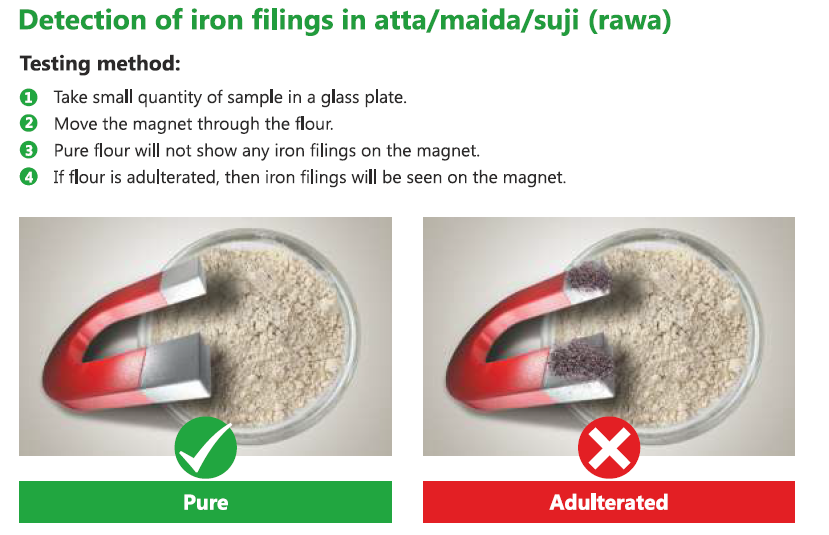 Detection of iron filings in atta/maida/suji (rawa)
Testing method:
1 Take small quantity of sample in a glass plate.
2 Move the magnet through the flour.
3 Pure flour will not show any iron filings on the magnet.
4 If flour is adulterated, then iron filings will be seen on the magnet.
Pure
Adulterated